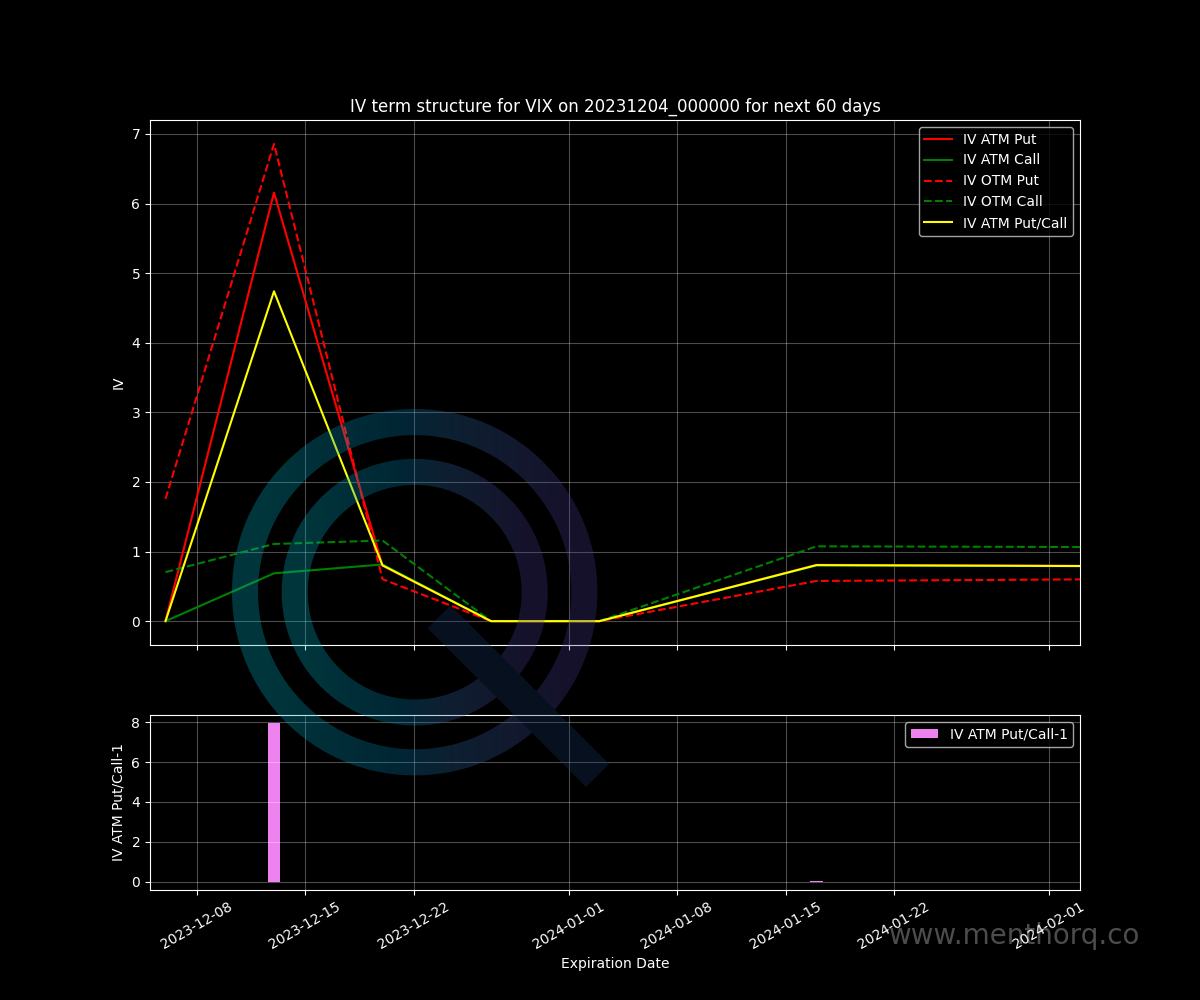 IV term structure for VIX on 20231204_000000 for next 60 days
7
6
5
4
3
2
1
0
IV
IV ATM Put
IV ATM Call
IV OTM Put
IV OTM Call
IV ATM Put/Call
8
6
4
2
0
IV ATM Put/Call-1
IV ATM Put/Call-1
2023-12-08
2023-12-15
2023-12-22
2024-01-01
2024-01-08
2024-01-15
2024-01-22
2024-02-01
www.menthorq.co
Expiration Date